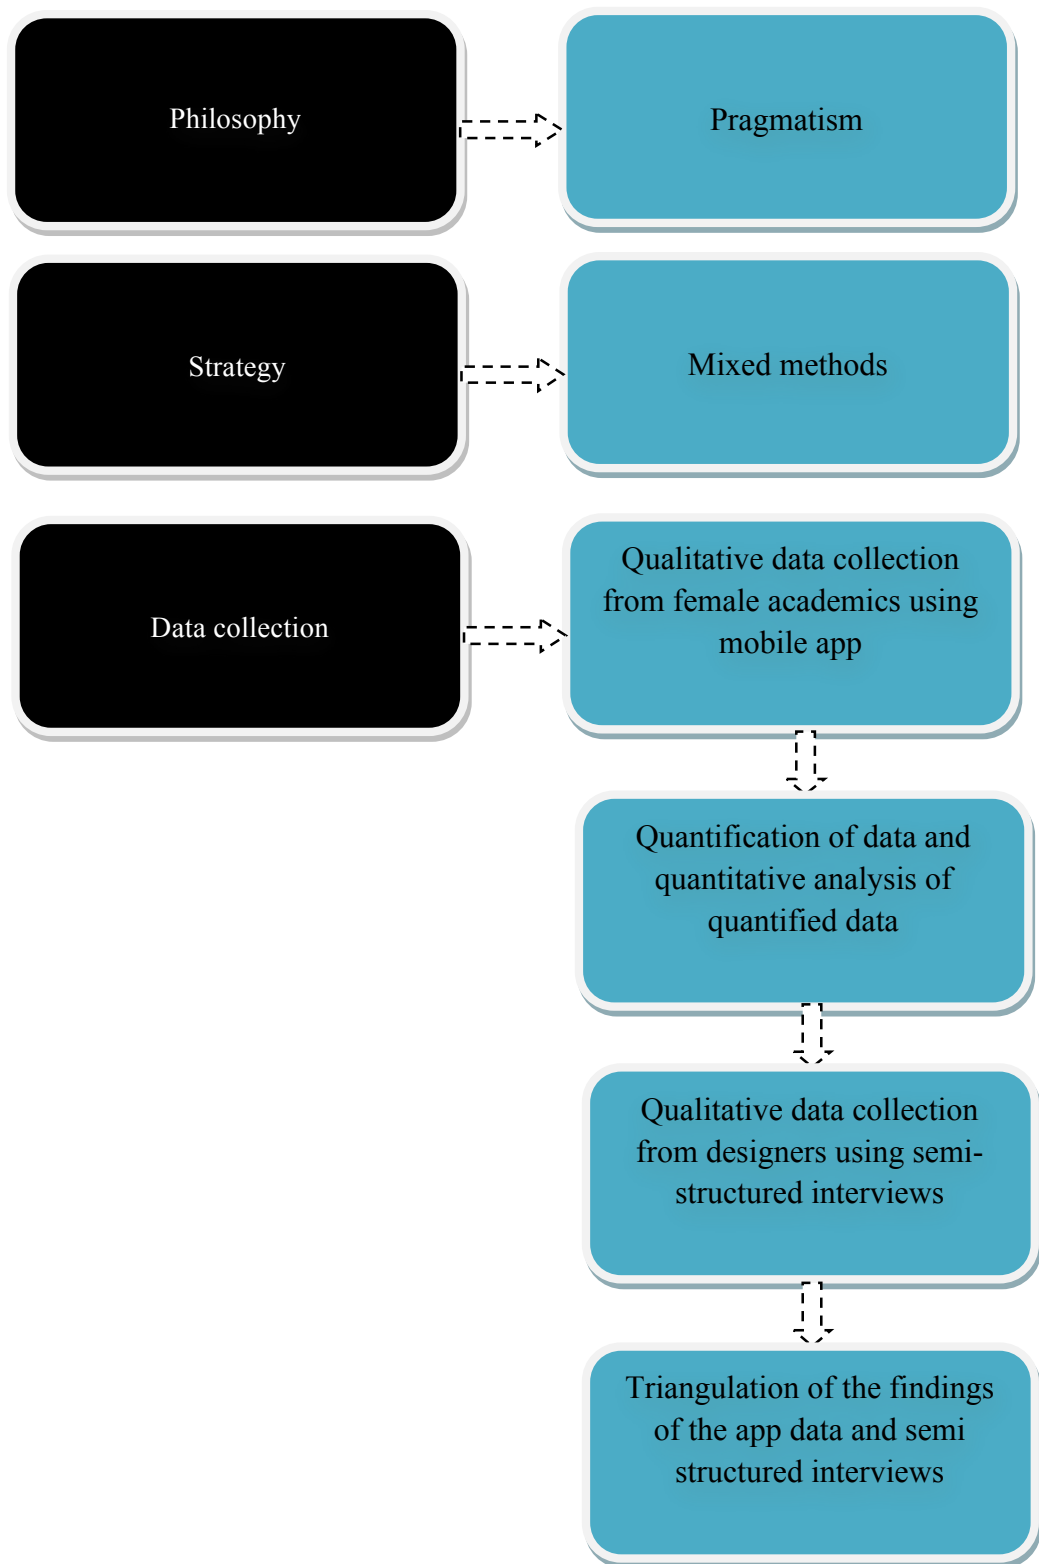 Philosophy
Pragmatism
Strategy
Mixed methods
Data collection
Qualitative data collection
from female academics using
mobile app
Quantification of data and
quantitative analysis of
quantified data
Qualitative data collection
from designers using semi-
structured interviews
Triangulation of the findings
of the app data and semi
structured interviews